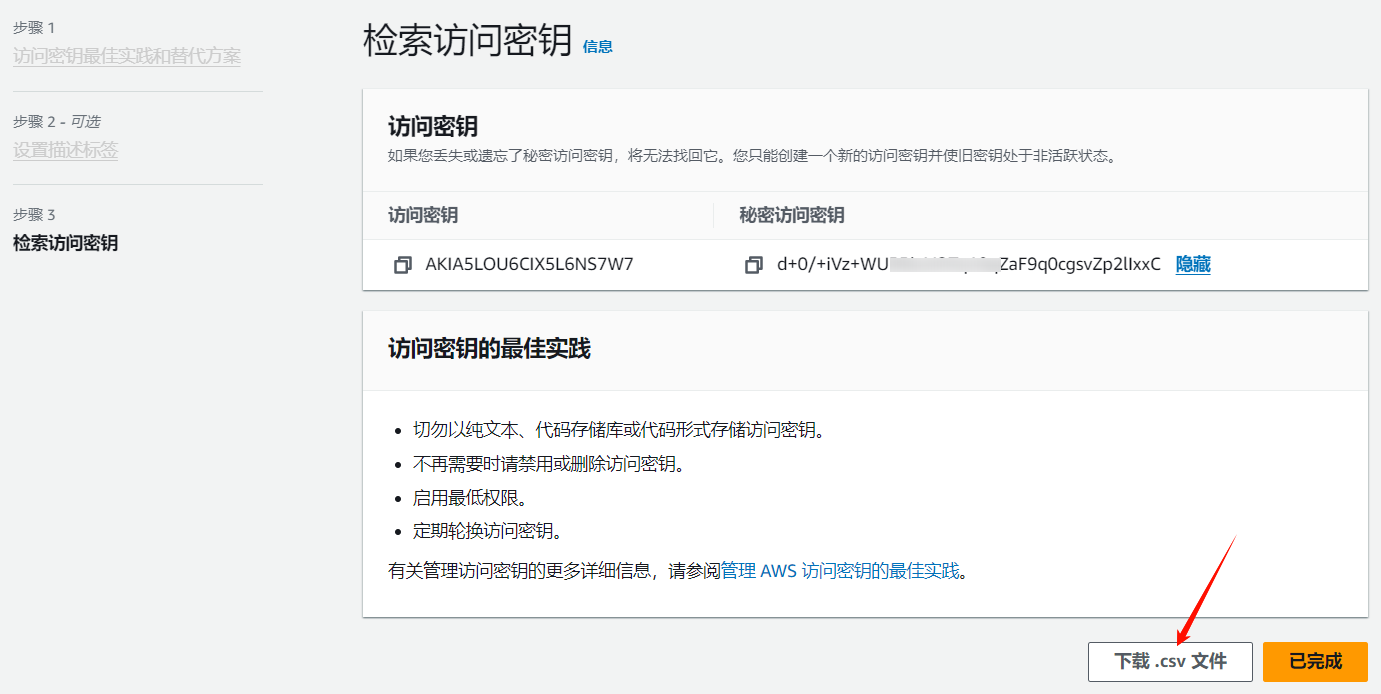 步骤 1
访问密钥最佳实践和替代方案
步骤 2 - 可选
设置描述标签
步骤 3
检索访问密钥
检索访问密钥 信息
访问密钥
如果您丢失或遗忘了秘密访问密钥，将无法找回它。您只能创建一个新的访问密钥并使旧密钥处于非活跃状态。
访问密钥 秘密访问密钥
AKIA5LOU6CIX5L6NS7W7 d+0/+iVz+WU ZaF9q0cgsvZp2lIxxC 隐藏
访问密钥的最佳实践
• 切勿以纯文本、代码存储库或代码形式存储访问密钥。
• 不再需要时请禁用或删除访问密钥。
• 启用最低权限。
• 定期轮换访问密钥。
有关管理访问密钥的更多详细信息，请参阅管理 AWS 访问密钥的最佳实践。
下载 .csv 文件 已完成